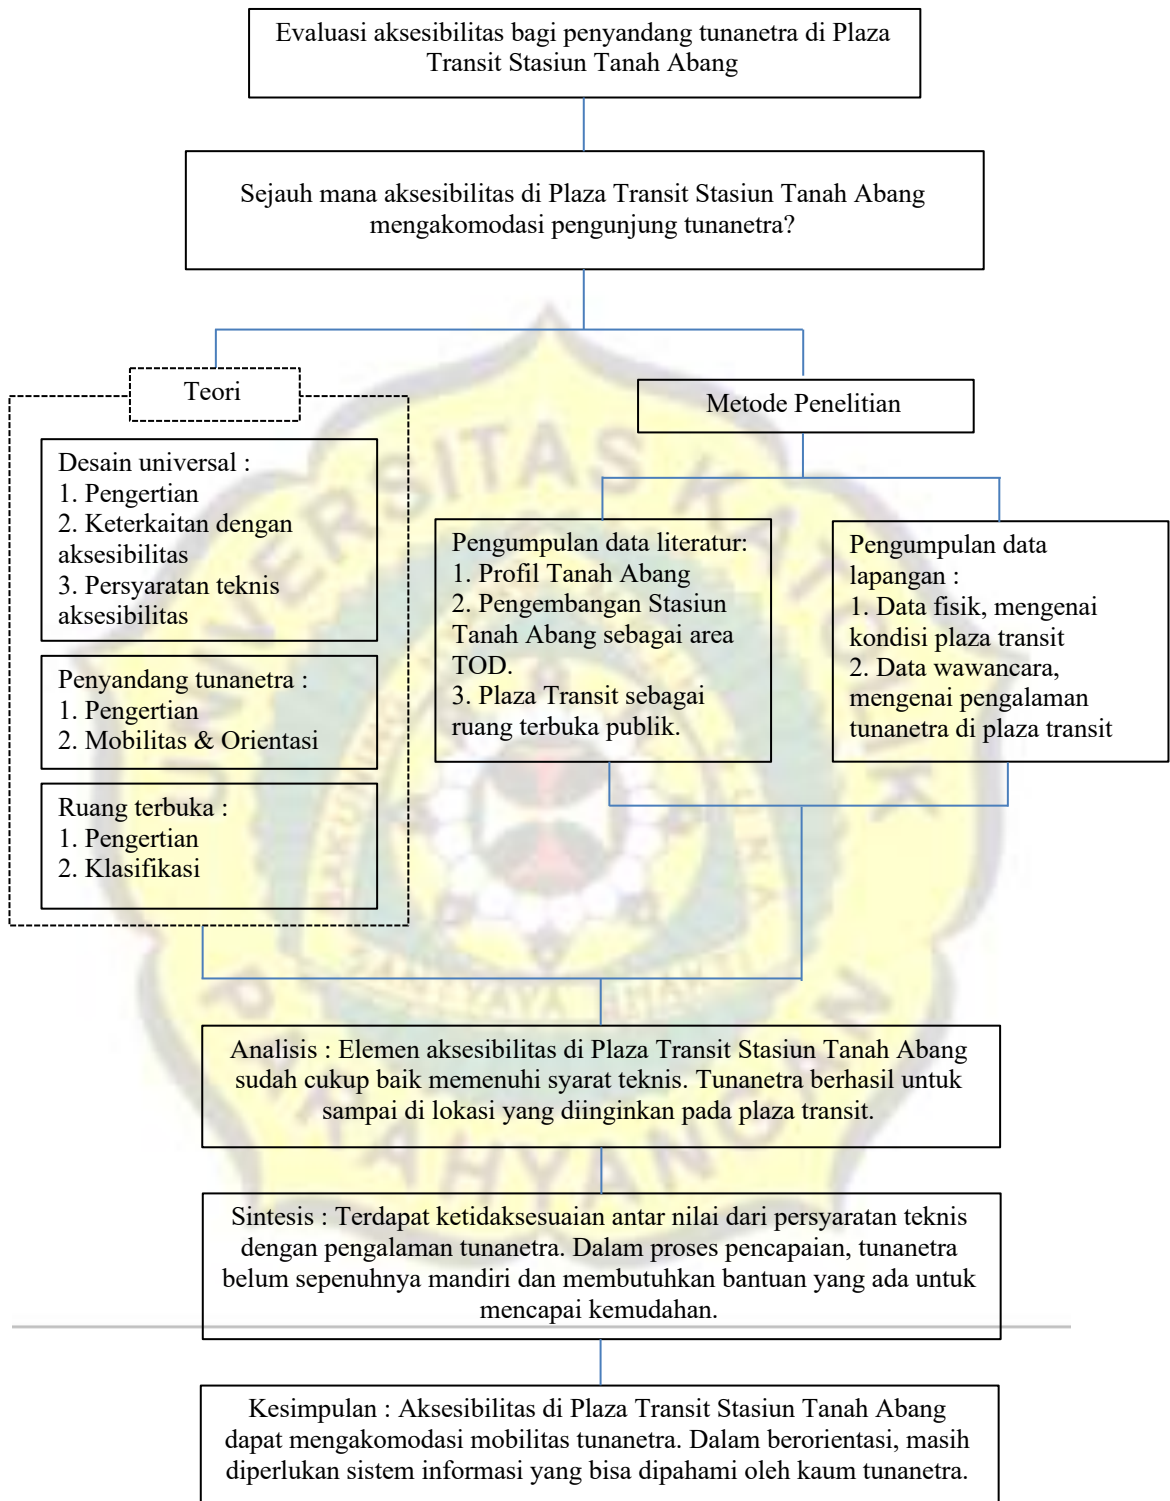 Evaluasi aksesibilitas bagi penyandang tunanetra di Plaza
Transit Stasiun Tanah Abang
Sejauh mana aksesibilitas di Plaza Transit Stasiun Tanah Abang
mengakomodasi pengunjung tunanetra?
Teori
Desain universal :
1. Pengertian
2. Keterkaitan dengan
aksesibilitas
3. Persyaratan teknis
aksesibilitas
Penyandang tunanetra :
1. Pengertian
2. Mobilitas & Orientasi
Ruang terbuka :
1. Pengertian
2. Klasifikasi
Metode Penelitian
Pengumpulan data literatur:
1. Profil Tanah Abang
2. Pengembangan Stasiun
Tanah Abang sebagai area
TOD.
3. Plaza Transit sebagai
ruang terbuka publik.
Pengumpulan data
lapangan :
1. Data fisik, mengenai
kondisi plaza transit
2. Data wawancara,
mengenai pengalaman
tunanetra di plaza transit
Analisis : Elemen aksesibilitas di Plaza Transit Stasiun Tanah Abang
sudah cukup baik memenuhi syarat teknis. Tunanetra berhasil untuk
sampai di lokasi yang diinginkan pada plaza transit.
Sintesis : Terdapat ketidaksesuaian antar nilai dari persyaratan teknis
dengan pengalaman tunanetra. Dalam proses pencapaian, tunanetra
belum sepenuhnya mandiri dan membutuhkan bantuan yang ada untuk
mencapai kemudahan.
Kesimpulan : Aksesibilitas di Plaza Transit Stasiun Tanah Abang
dapat mengakomodasi mobilitas tunanetra. Dalam berorientasi, masih
diperlukan sistem informasi yang bisa dipahami oleh kaum tunanetra.
UNIVERSITAS KATOLIK
PARAHYANGAN